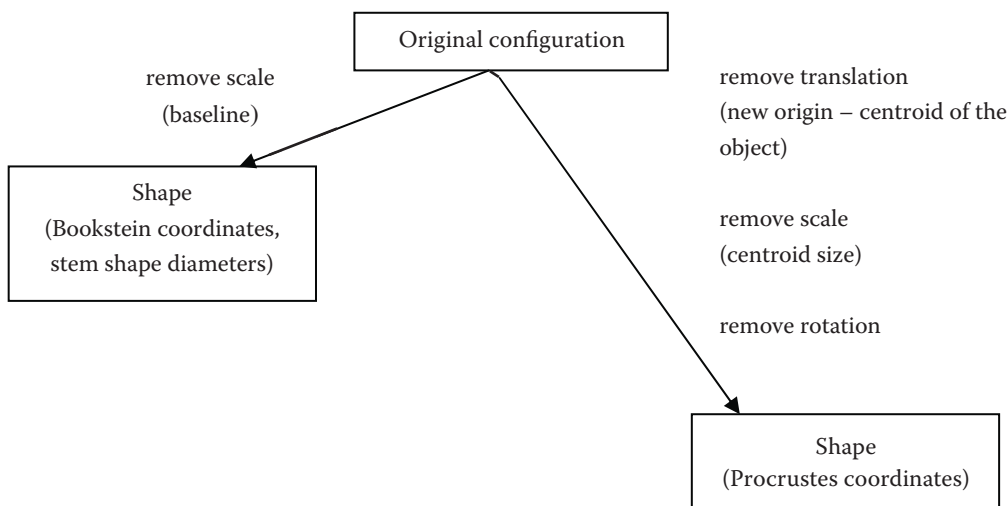 Original configuration
remove scale
(baseline)
remove translation
(new origin – centroid of the
object)
Shape
(Bookstein coordinates,
stem shape diameters)
remove scale
(centroid size)
remove rotation
Shape
(Procrustes coordinates)